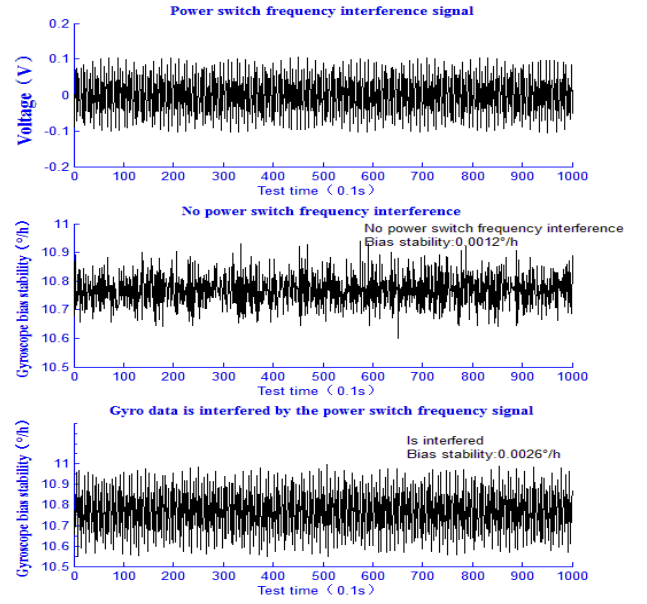 Power switch frequency interference signal
0.2
0.1
0
-0.1
-0.2
Voltage（V）
0 100 200 300 400 500 600 700 800 900 1000
Test time（0.1s）
No power switch frequency interference
11
10.9
10.8
10.7
10.6
10.5
Gyroscope bias stability（°/h）
No power switch frequency interference
Bias stability:0.0012°/h
0 100 200 300 400 500 600 700 800 900 1000
Test time（0.1s）
Gyro data is interfered by the power switch frequency signal
11
10.9
10.8
10.7
10.6
10.5
Gyroscope bias stability（°/h）
Is interfered
Bias stability:0.0026°/h
0 100 200 300 400 500 600 700 800 900 1000
Test time（0.1s）